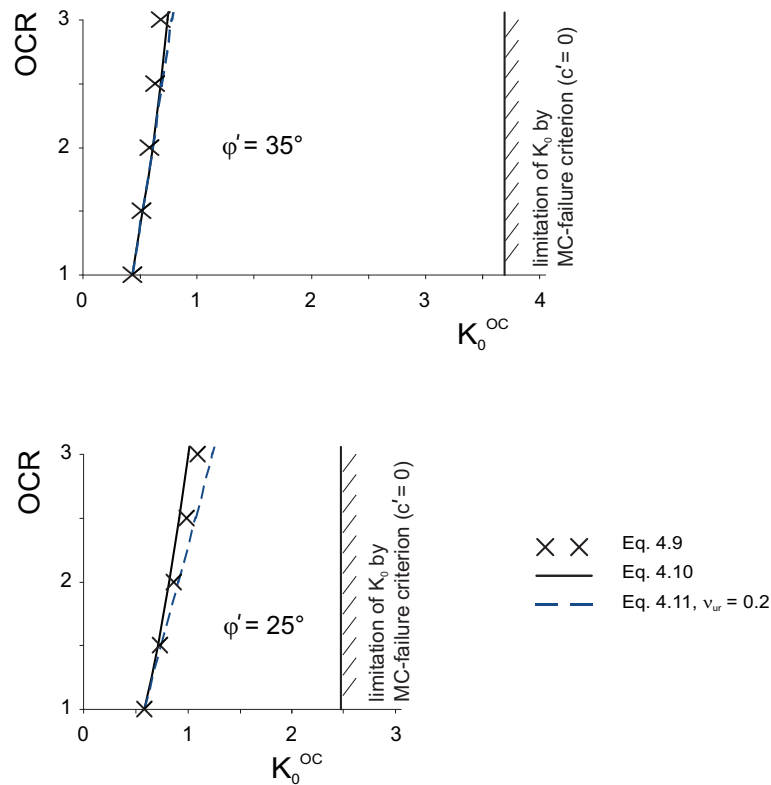 3
OCR
2
φ′ = 35°
1
0
1
2
3
4
K₀ᴼᶜ
limitation of K₀ by
MC-failure criterion (c′ = 0)
3
OCR
2
φ′ = 25°
1
0
1
2
3
K₀ᴼᶜ
limitation of K₀ by
MC-failure criterion (c′ = 0)
Eq. 4.9
Eq. 4.10
Eq. 4.11, νᵤᵣ = 0.2